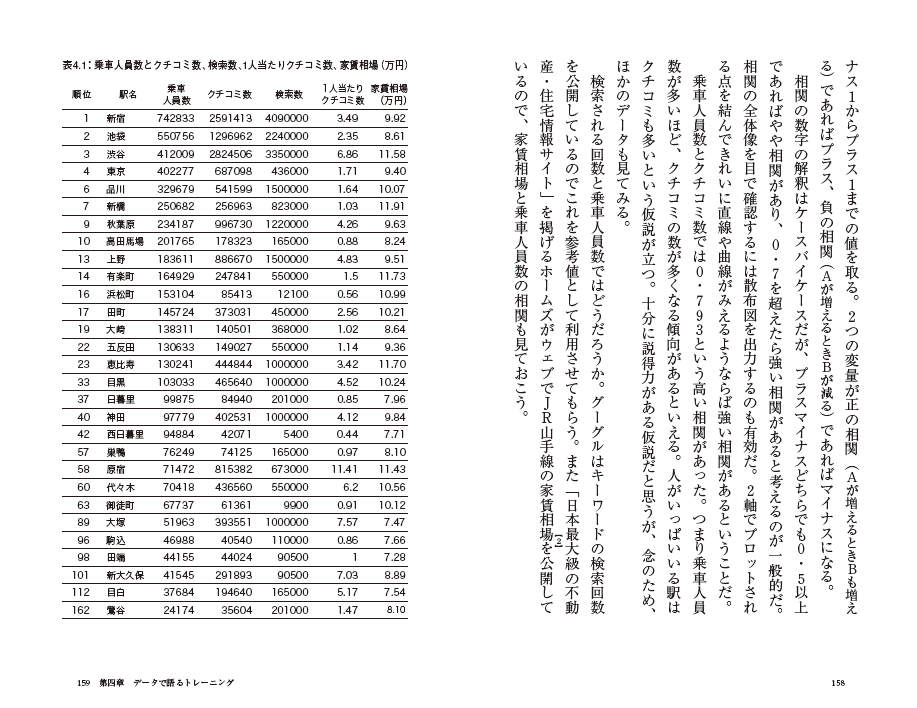 ナス1からプラス1までの値を取る。2つの変量が正の相関(Aが増えるときBも増え
る)であればプラス、負の相関(Aが増えるときBが減る)であればマイナスになる。
相関の数字の解釈はケースバイケースだが、プラスマイナスどちらでも0・5以上
であればやや相関があり、0・7を超えたら強い相関があると考えるのが一般的だ。
相関の全体像を目で確認するには散布図を出力するのも有効だ。2軸でプロットされ
る点を結んできれいに直線や曲線がみえるようならば強い相関があるということだ。
乗車人員数とクチコミ数では0・793という高い相関があった。つまり乗車人員
数が多いほど、クチコミの数が多くなる傾向があるといえる。人がいっぱいいる駅は
クチコミも多いという仮説が立つ。十分に説得力がある仮説だと思うが、念のため、
ほかのデータも見てみる。
検索される回数と乗車人員数ではどうだろうか。グーグルはキーワードの検索回数
を公開しているのでこれを参考値として利用させてもらう。また「日本最大級の不動
産・住宅情報サイト」を掲げるホームズがウェブでJR山手線の家賃相場[2]を公開して
いるので、家賃相場と乗車人員数の相関も見ておこう。
158
表4.1：乗車人員数とクチコミ数、検索数、1人当たりクチコミ数、家賃相場（万円）
順位 駅名 乗車人員数 クチコミ数 検索数 1人当たりクチコミ数 家賃相場（万円）
1 新宿 742833 2591413 4090000 3.49 9.92
2 池袋 550756 1296962 2240000 2.35 8.61
3 渋谷 412009 2824506 3350000 6.86 11.58
4 東京 402277 687098 436000 1.71 9.40
6 品川 329679 541599 1500000 1.64 10.07
7 新橋 250682 256963 823000 1.03 11.91
9 秋葉原 234187 996730 1220000 4.26 9.63
10 高田馬場 201765 178323 165000 0.88 8.24
13 上野 183611 886670 1500000 4.83 9.51
14 有楽町 164929 247841 550000 1.5 11.73
16 浜松町 153104 85413 12100 0.56 10.99
17 田町 145724 373031 450000 2.56 10.21
19 大崎 138311 140501 368000 1.02 8.64
22 五反田 130633 149027 550000 1.14 9.36
23 恵比寿 130241 444844 1000000 3.42 11.70
33 目黒 103033 465640 1000000 4.52 10.24
37 日暮里 99875 84940 201000 0.85 7.96
40 神田 97779 402531 1000000 4.12 9.84
42 西日暮里 94884 42071 5400 0.44 7.71
57 巣鴨 76249 74125 165000 0.97 8.10
58 原宿 71472 815382 673000 11.41 11.43
60 代々木 70418 436560 550000 6.2 10.56
63 御徒町 67737 61361 9900 0.91 10.12
89 大塚 51963 393551 1000000 7.57 7.47
96 駒込 46988 40540 110000 0.86 7.66
98 田端 44155 44024 90500 1 7.28
101 新大久保 41545 291893 90500 7.03 8.89
112 目白 37684 194640 165000 5.17 7.54
162 鶯谷 24174 35604 201000 1.47 8.10
159 第四章 データで語るトレーニング